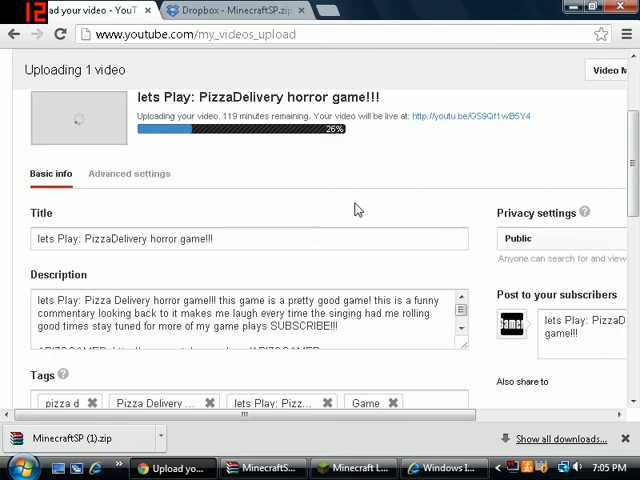 12
ad your video - YouT
Dropbox - MinecraftSP.zip
www.youtube.com/my_videos_upload
Uploading 1 video
Video M
lets Play: PizzaDelivery horror game!!!
Uploading your video. 119 minutes remaining. Your video will be live at: http://youtu.be/GS9Qf1wB5Y4
26%
Basic info
Advanced settings
Title
Privacy settings ?
lets Play: PizzaDelivery horror game!!!
Public
Anyone can search for and view
Description
lets Play: Pizza Delivery horror game!!! this game is a pretty good game! this is a funny
commentary looking back to it makes me laugh every time the singing had me rolling
good times stay tuned for more of my game plays SUBSCRIBE!!!
Post to your subscribers
Gamer
lets Play: PizzaD
game!!!
Tags ?
Also share to
pizza d
Pizza Delivery ...
lets Play: Pizz...
Game
MinecraftSP (1).zip
Show all downloads...
Upload yo...
MinecraftS...
Minecraft L...
Windows I...
7:05 PM